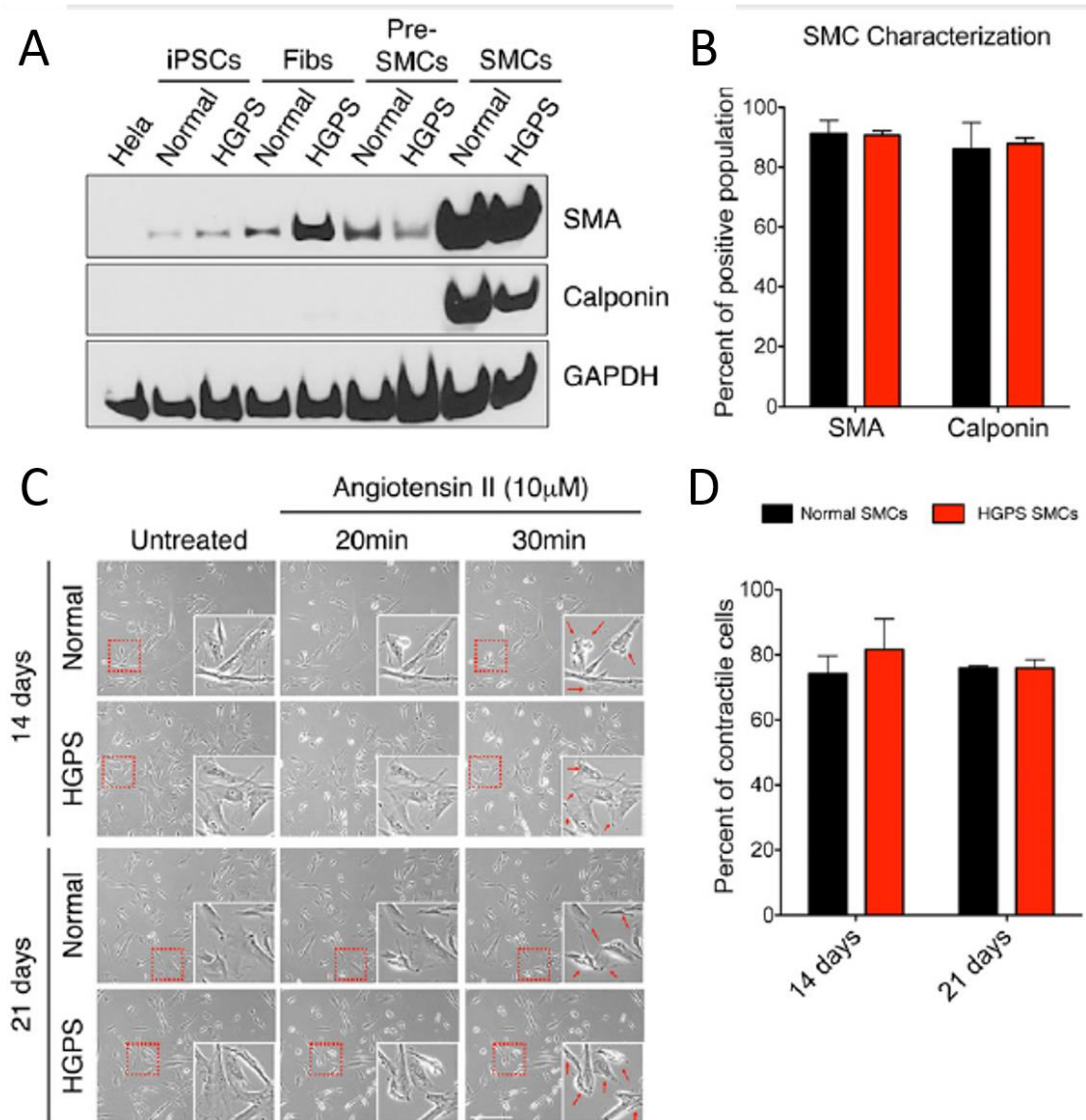 A
Pre-
iPSCs Fibs SMCs SMCs
Hela Normal HGPS Normal HGPS Normal HGPS Normal HGPS
SMA
Calponin
GAPDH
B
SMC Characterization
Percent of positive population
100
80
60
40
20
0
SMA Calponin
C
Angiotensin II (10μM)
Untreated 20min 30min
14 days
Normal
HGPS
21 days
Normal
HGPS
D
Normal SMCs HGPS SMCs
Percent of contractile cells
100
80
60
40
20
0
14 days 21 days